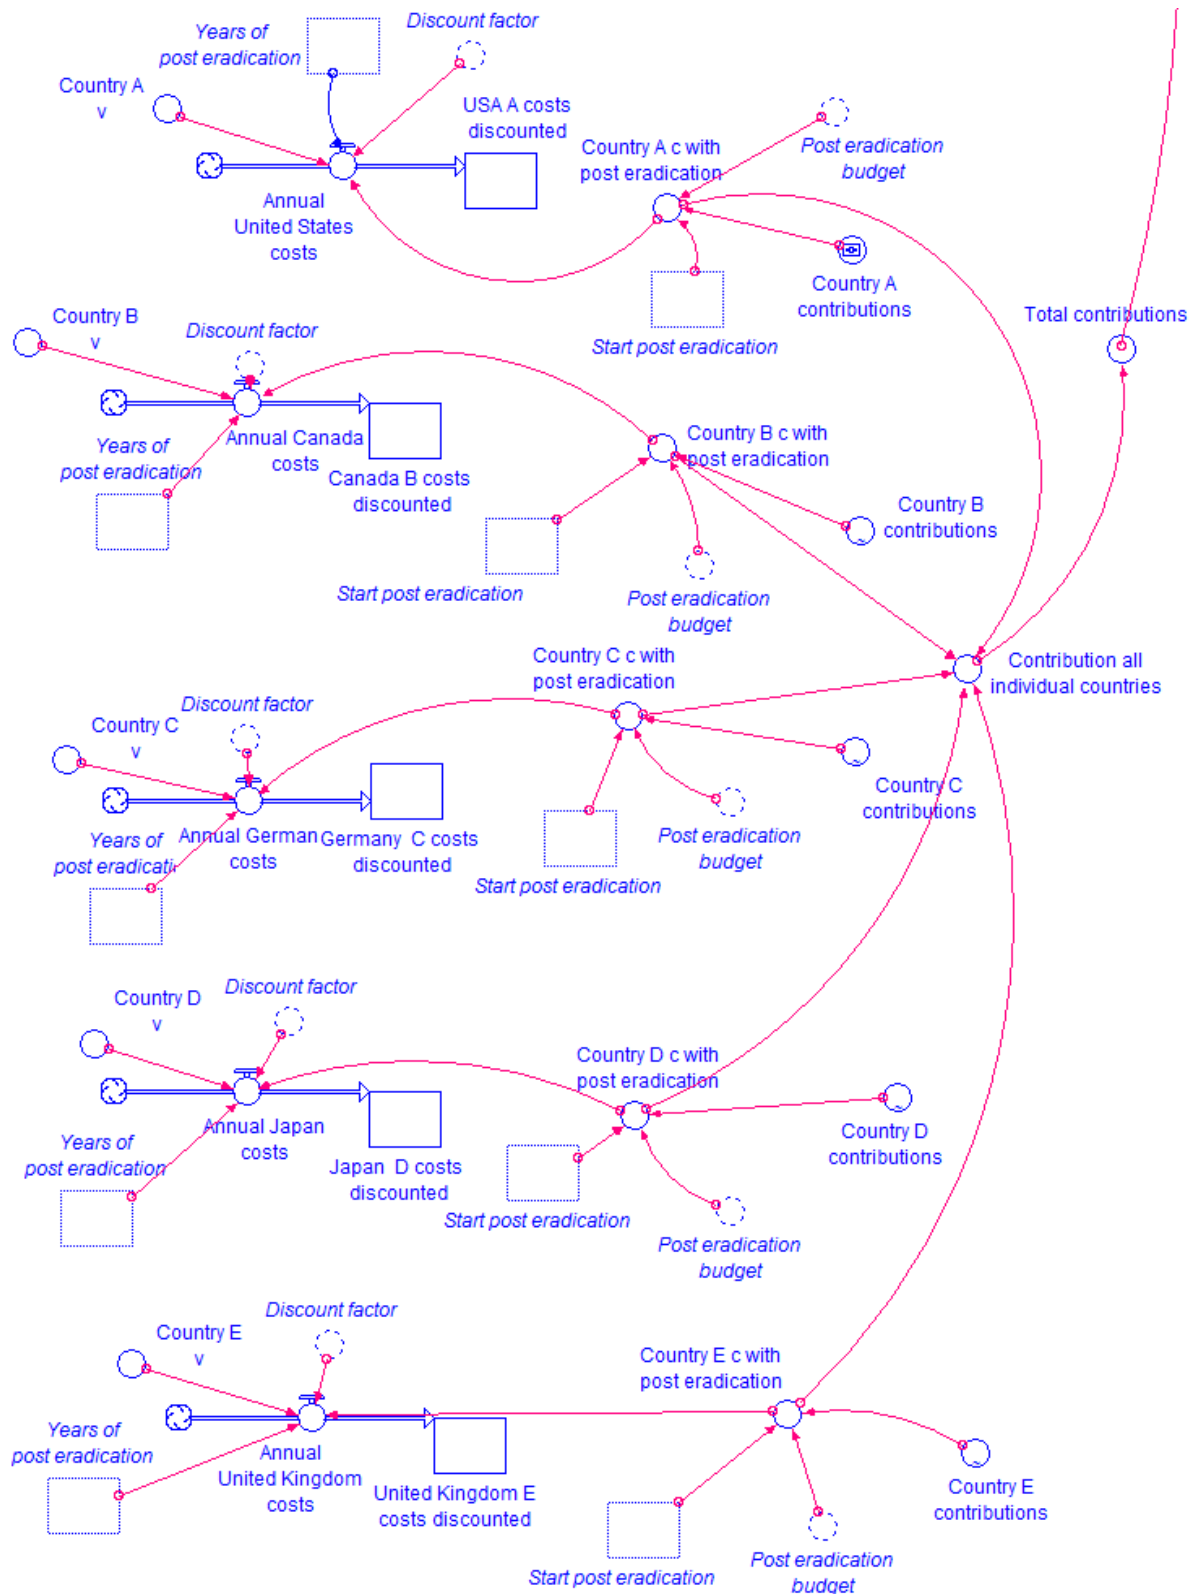 Years of
post eradication
Discount factor
Country A
v
USA A costs
discounted
Country A c with
post eradication
Post eradication
budget
Annual
United States
costs
Country A
contributions
Start post eradication
Total contributions
Country B
v
Discount factor
Years of
post eradication
Annual Canada
costs
Canada B costs
discounted
Country B c with
post eradication
Country B
contributions
Start post eradication
Post eradication
budget
Country C c with
post eradication
Contribution all
individual countries
Discount factor
Country C
v
Country C
contributions
Years of
post eradicati
Annual German
costs
Germany C costs
discounted
Post eradication
budget
Start post eradication
Discount factor
Country D
v
Country D c with
post eradication
Annual Japan
costs
Years of
post eradication
Japan D costs
discounted
Country D
contributions
Start post eradication
Post eradication
budget
Discount factor
Country E
v
Country E c with
post eradication
Years of
post eradication
Annual
United Kingdom
costs
United Kingdom E
costs discounted
Country E
contributions
Start post eradication
Post eradication
budget